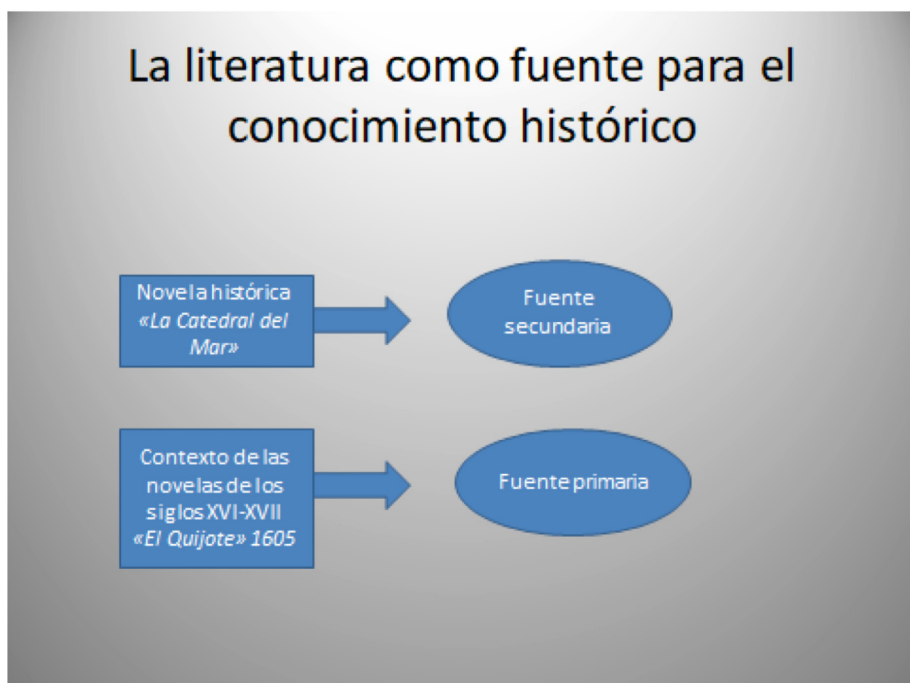 La literatura como fuente para el
conocimiento histórico
Novela histórica
«La Catedral del
Mar»
Fuente
secundaria
Contexto de las
novelas de los
siglos XVI-XVII
«El Quijote» 1605
Fuente primaria